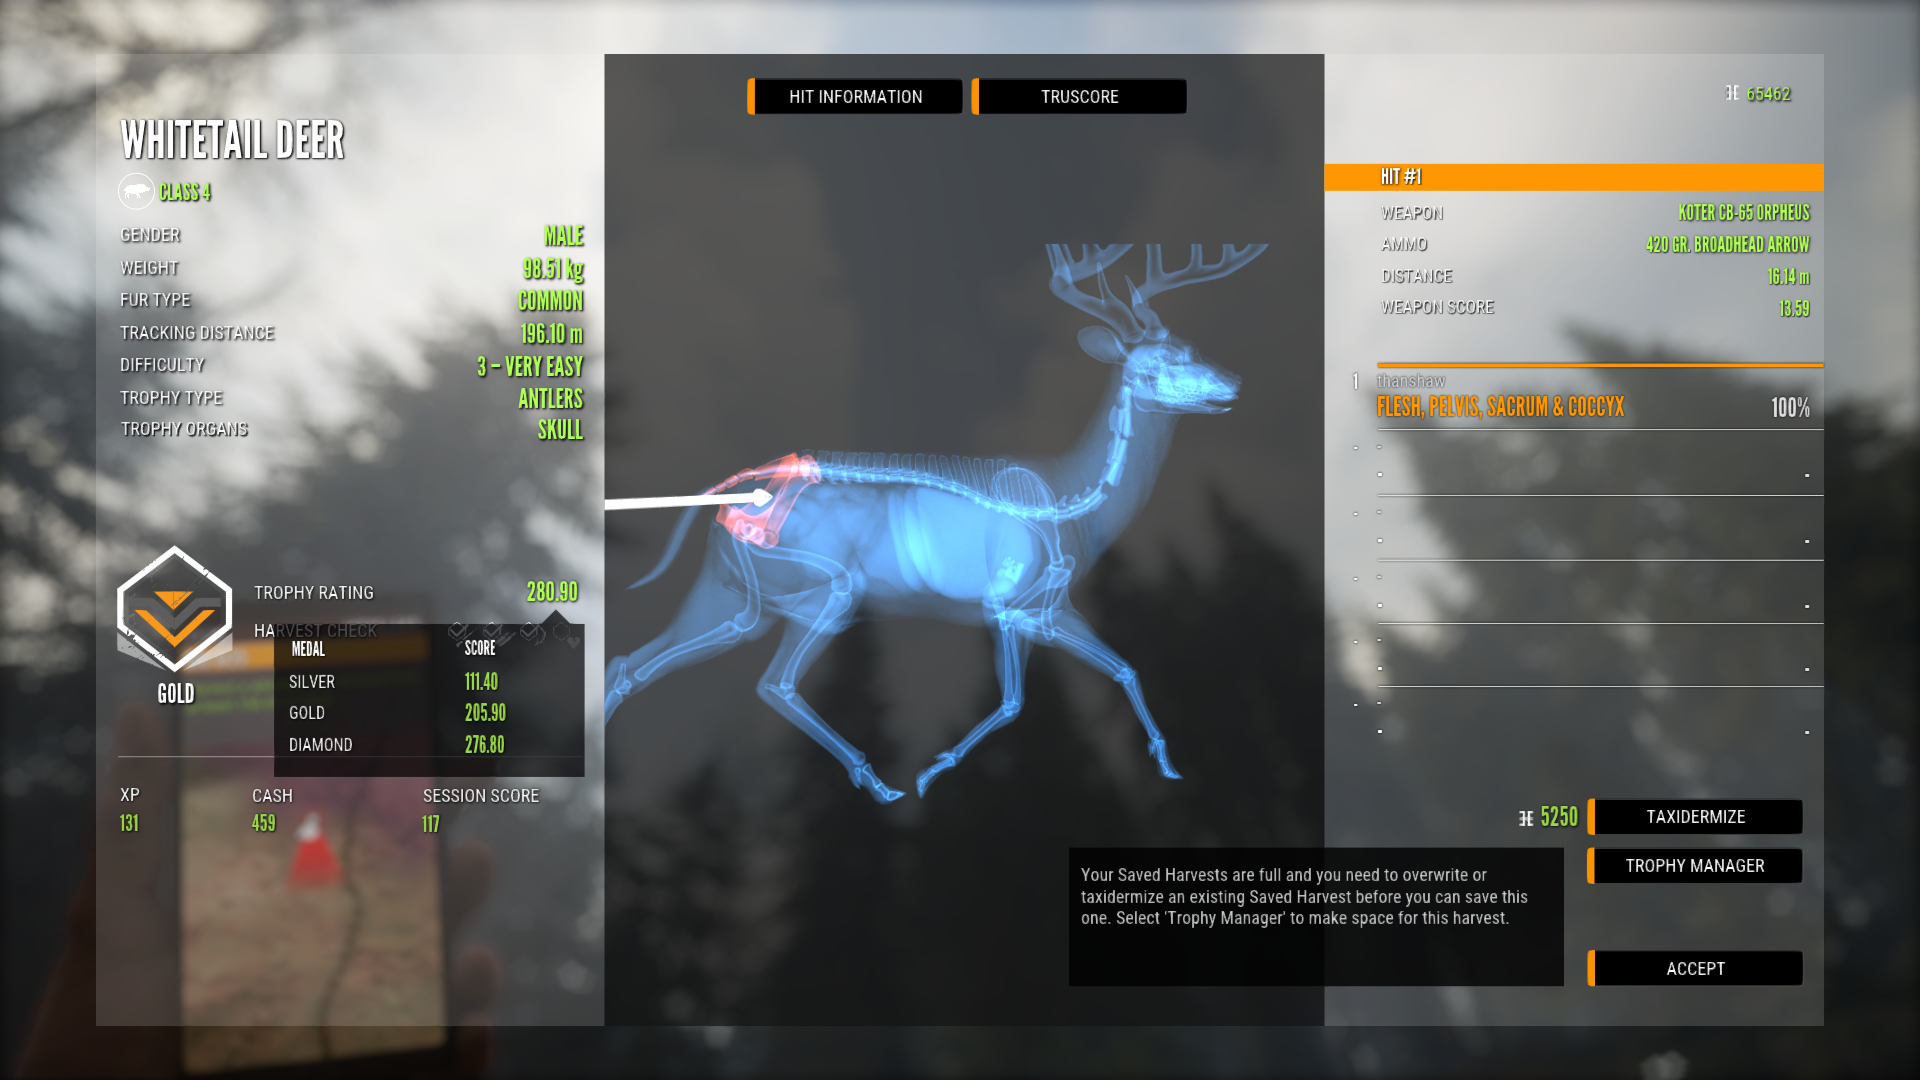 HIT INFORMATION
TRUSCORE
65462
WHITETAIL DEER
CLASS 4
GENDER MALE
WEIGHT 98.51 kg
FUR TYPE COMMON
TRACKING DISTANCE 196.10 m
DIFFICULTY 3 – VERY EASY
TROPHY TYPE ANTLERS
TROPHY ORGANS SKULL
TROPHY RATING 280.90
HARVEST CHECK
GOLD
MEDAL SCORE
SILVER 111.40
GOLD 205.90
DIAMOND 276.80
XP CASH SESSION SCORE
131 459 117
HIT #1
WEAPON KOTER CB-65 ORPHEUS
AMMO 420 GR. BROADHEAD ARROW
DISTANCE 16.14 m
WEAPON SCORE 13.59
1 thanshaw
FLESH, PELVIS, SACRUM & COCCYX 100%
- -
- -
- -
- -
- -
- -
- -
- -
- -
- -
5250 TAXIDERMIZE
TROPHY MANAGER
Your Saved Harvests are full and you need to overwrite or
taxidermize an existing Saved Harvest before you can save this
one. Select 'Trophy Manager' to make space for this harvest.
ACCEPT